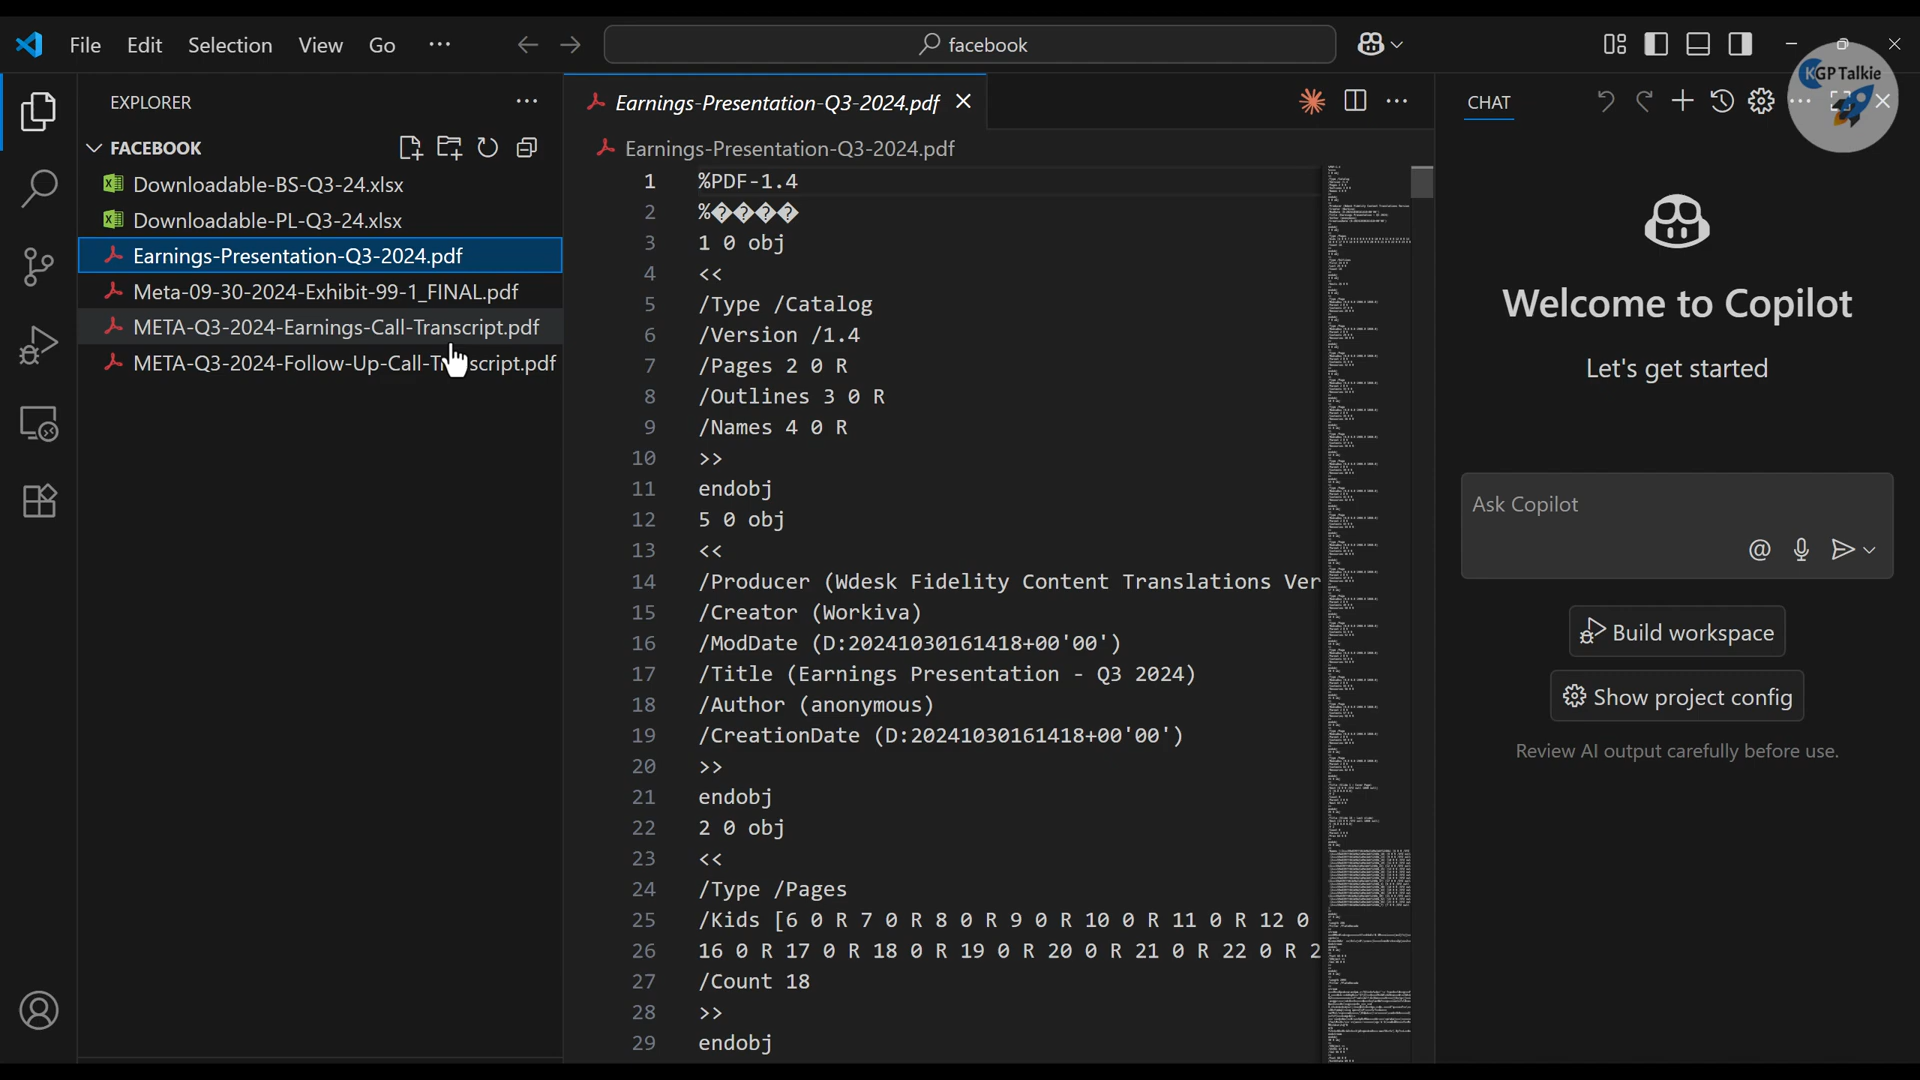 File Edit Selection View Go ··· facebook
KGPTalkie
EXPLORER
FACEBOOK
Downloadable-BS-Q3-24.xlsx
Downloadable-PL-Q3-24.xlsx
Earnings-Presentation-Q3-2024.pdf
Meta-09-30-2024-Exhibit-99-1_FINAL.pdf
META-Q3-2024-Earnings-Call-Transcript.pdf
META-Q3-2024-Follow-Up-Call-Tr script.pdf
Earnings-Presentation-Q3-2024.pdf
Earnings-Presentation-Q3-2024.pdf
1 %PDF-1.4
2 %����
3 1 0 obj
4 <<
5 /Type /Catalog
6 /Version /1.4
7 /Pages 2 0 R
8 /Outlines 3 0 R
9 /Names 4 0 R
10 >>
11 endobj
12 5 0 obj
13 <<
14 /Producer (Wdesk Fidelity Content Translations Ver
15 /Creator (Workiva)
16 /ModDate (D:20241030161418+00'00')
17 /Title (Earnings Presentation - Q3 2024)
18 /Author (anonymous)
19 /CreationDate (D:20241030161418+00'00')
20 >>
21 endobj
22 2 0 obj
23 <<
24 /Type /Pages
25 /Kids [6 0 R 7 0 R 8 0 R 9 0 R 10 0 R 11 0 R 12 0
26 16 0 R 17 0 R 18 0 R 19 0 R 20 0 R 21 0 R 22 0 R 2
27 /Count 18
28 >>
29 endobj
CHAT
Welcome to Copilot
Let's get started
Ask Copilot
Build workspace
Show project config
Review AI output carefully before use.